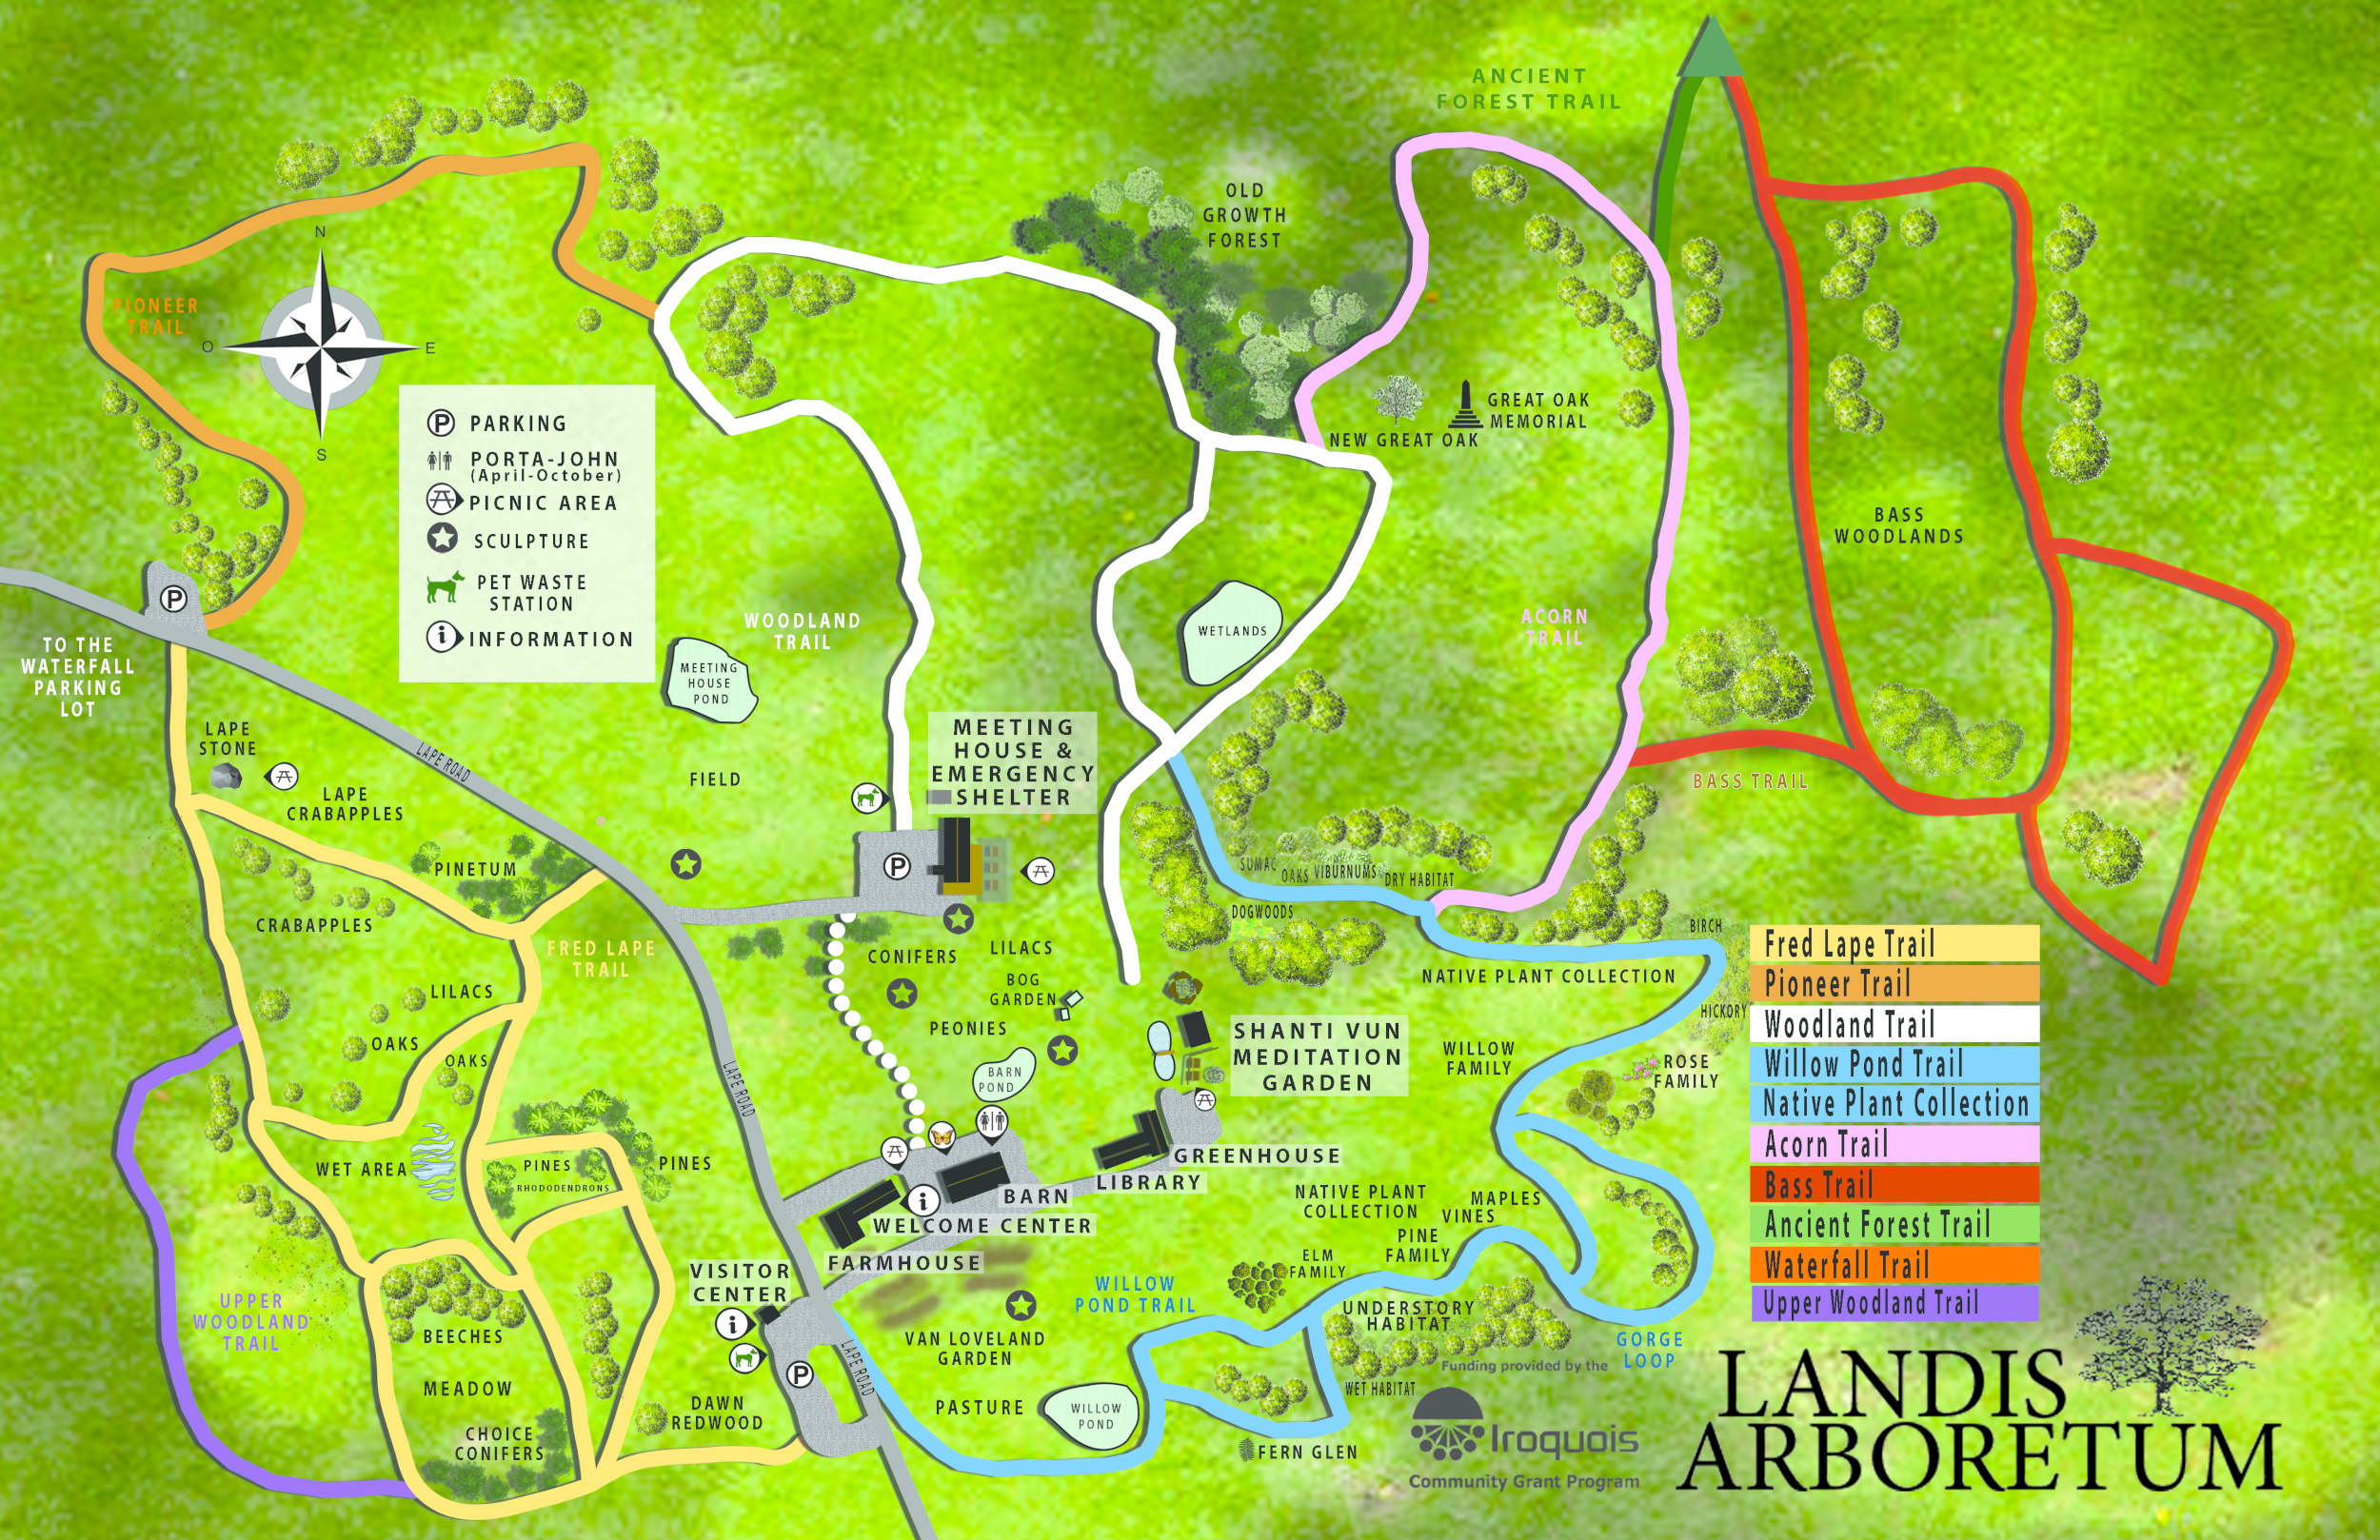 ANCIENT
FOREST TRAIL
OLD
GROWTH
FOREST
N
O
E
S
PIONEER
TRAIL
P PARKING
PORTA-JOHN
(April-October)
PICNIC AREA
SCULPTURE
PET WASTE
STATION
i INFORMATION
GREAT OAK
MEMORIAL
NEW GREAT OAK
BASS
WOODLANDS
P
TO THE
WATERFALL
PARKING
LOT
WOODLAND
TRAIL
WETLANDS
ACORN
TRAIL
MEETING
HOUSE
POND
LAPE
STONE
LAPE ROAD
LAPE
CRABAPPLES
FIELD
MEETING
HOUSE &
EMERGENCY
SHELTER
BASS TRAIL
PINETUM
P
SUMAC
OAKS
VIBURNUMS
DRY HABITAT
CRABAPPLES
DOGWOODS
BIRCH
FRED LAPE
TRAIL
CONIFERS
LILACS
NATIVE PLANT COLLECTION
BOG
GARDEN
LILACS
PEONIES
HICKORY
OAKS
OAKS
LAPE ROAD
BARN
POND
SHANTI VUN
MEDITATION
GARDEN
WILLOW
FAMILY
ROSE
FAMILY
WET AREA
PINES
RHODODENDRONS
PINES
GREENHOUSE
LIBRARY
BARN
i
WELCOME CENTER
FARMHOUSE
NATIVE PLANT
COLLECTION
MAPLES
VINES
PINE
FAMILY
ELM
FAMILY
VISITOR
CENTER
i
WILLOW
POND TRAIL
UPPER
WOODLAND
TRAIL
BEECHES
UNDERSTORY
HABITAT
VAN LOVELAND
GARDEN
LAPE ROAD
P
GORGE
LOOP
MEADOW
WET HABITAT
DAWN
REDWOOD
PASTURE
WILLOW
POND
CHOICE
CONIFERS
FERN GLEN
Fred Lape Trail
Pioneer Trail
Woodland Trail
Willow Pond Trail
Native Plant Collection
Acorn Trail
Bass Trail
Ancient Forest Trail
Waterfall Trail
Upper Woodland Trail
Funding provided by the
Iroquois
Community Grant Program
LANDIS
ARBORETUM